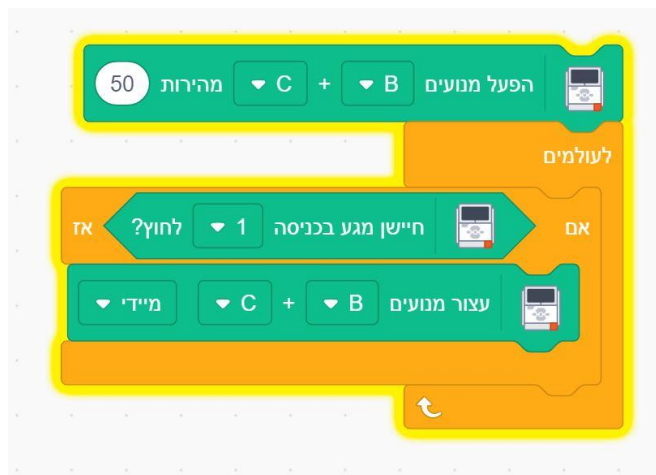 הפעל מנועים B + C מהירות 50
לעולמים
אם חיישן מגע בכניסה 1 לחוץ? אז
עצור מנועים B + C מיידי